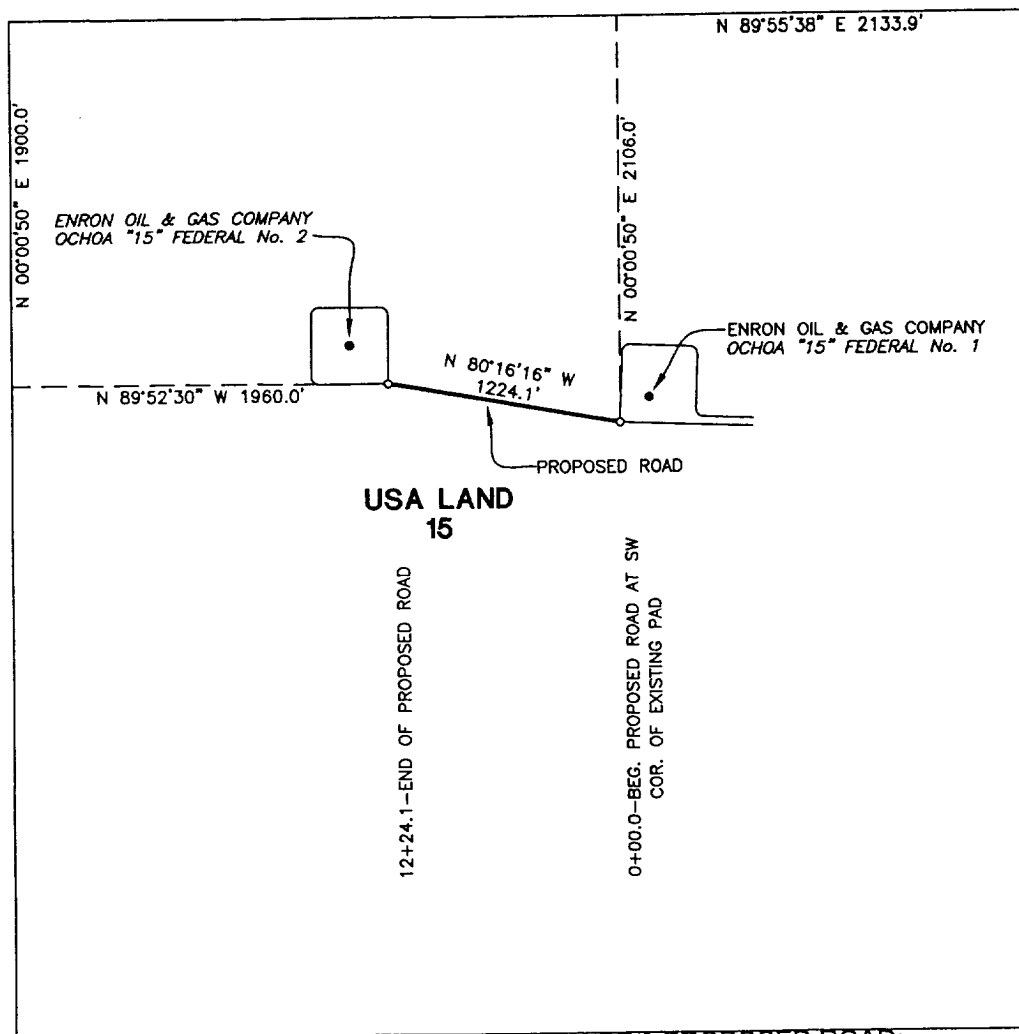 N 89°55'38" E 2133.9'
N 00°00'50" E 1900.0'
N 00°00'50" E 2106.0'
ENRON OIL & GAS COMPANY
OCHOA "15" FEDERAL No. 2
ENRON OIL & GAS COMPANY
OCHOA "15" FEDERAL No. 1
N 80°16'16" W
1224.1'
N 89°52'30" W 1960.0'
PROPOSED ROAD
USA LAND
15
12+24.1-END OF PROPOSED ROAD
0+00.0-BEG. PROPOSED ROAD AT SW
COR. OF EXISTING PAD
PROPOSED ROAD